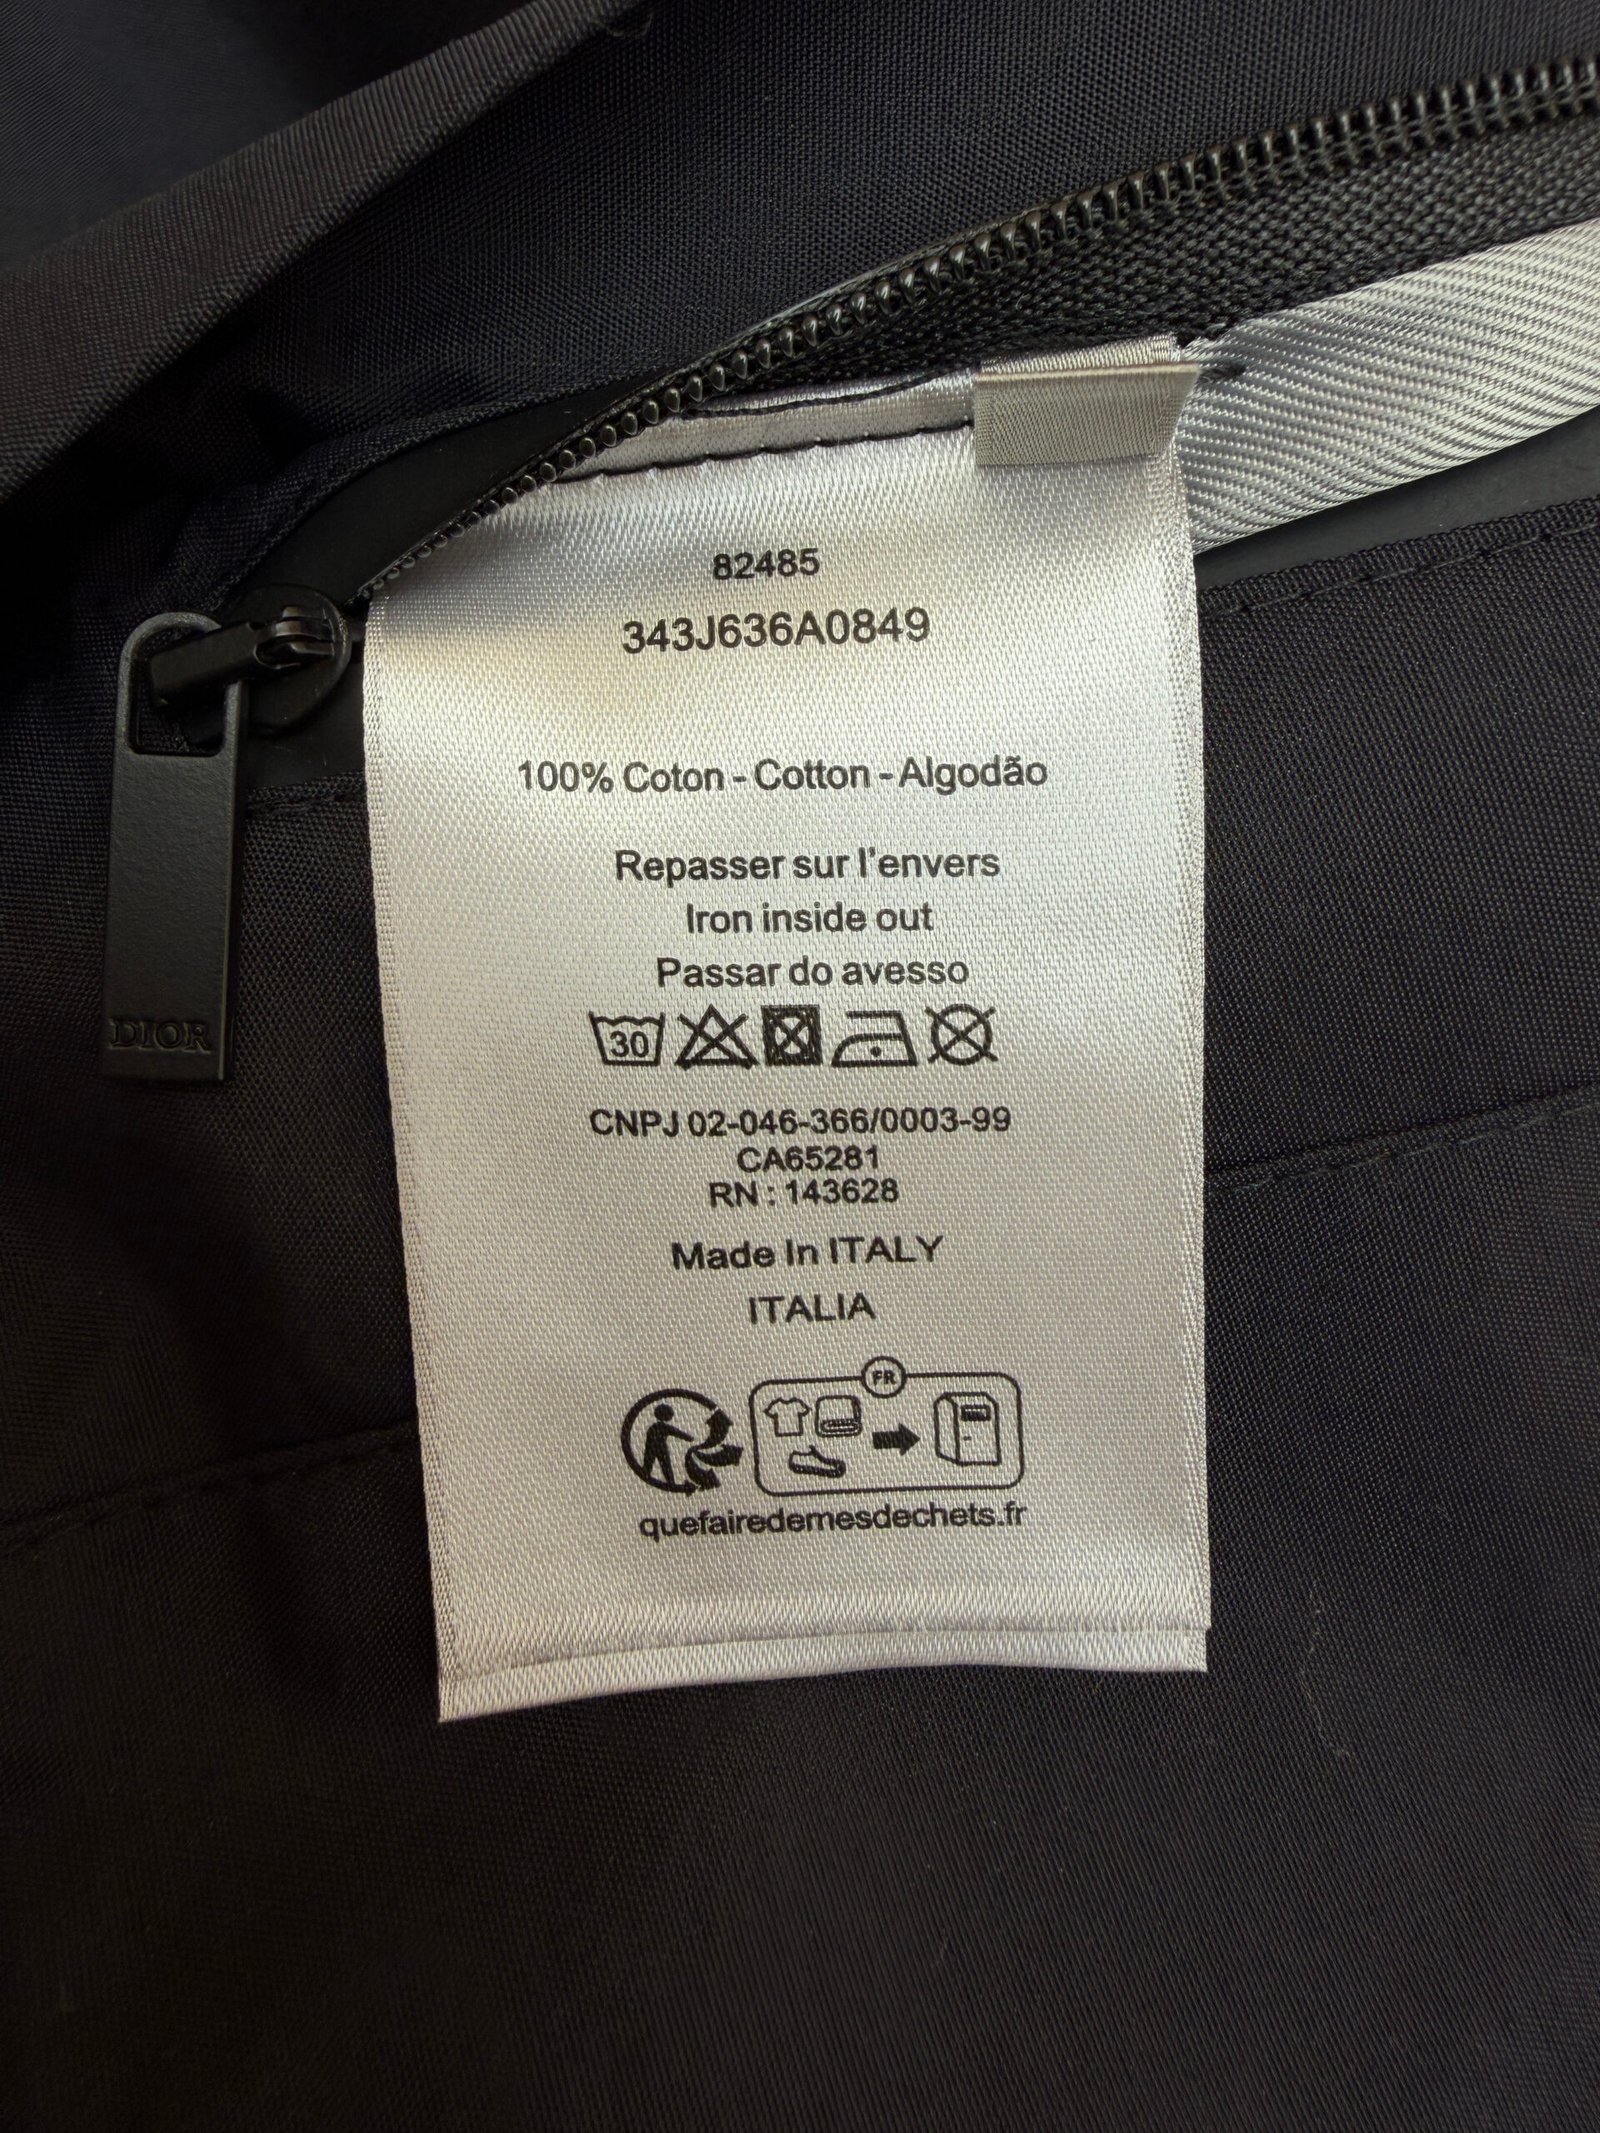 82485
343J636A0849
100% Coton - Cotton - Algodão
Repasser sur l'envers
Iron inside out
Passar do avesso
30
CNPJ 02-046-366/0003-99
CA65281
RN : 143628
Made In ITALY
ITALIA
FR
quefairedemesdechets.fr
DIOR